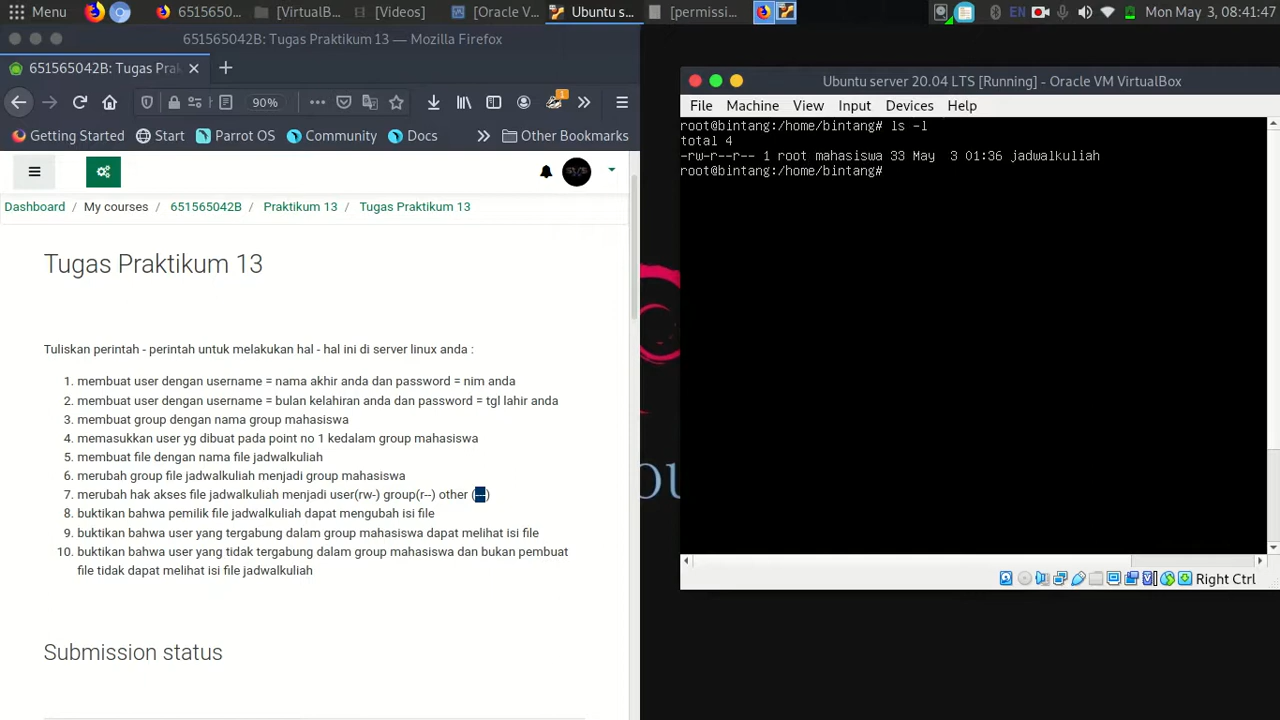 Menu 6515650... [VirtualB... [Videos] [Oracle V... Ubuntu s... [permissi... EN Mon May 3, 08:41:47
651565042B: Tugas Praktikum 13 — Mozilla Firefox
651565042B: Tugas Pra
90%
Getting Started Start Parrot OS Community Docs Other Bookmarks
Dashboard / My courses / 651565042B / Praktikum 13 / Tugas Praktikum 13
Tugas Praktikum 13
Tuliskan perintah - perintah untuk melakukan hal - hal ini di server linux anda :
1. membuat user dengan username = nama akhir anda dan password = nim anda
2. membuat user dengan username = bulan kelahiran anda dan password = tgl lahir anda
3. membuat group dengan nama group mahasiswa
4. memasukkan user yg dibuat pada point no 1 kedalam group mahasiswa
5. membuat file dengan nama file jadwalkuliah
6. merubah group file jadwalkuliah menjadi group mahasiswa
7. merubah hak akses file jadwalkuliah menjadi user(rw-) group(r--) other (---)
8. buktikan bahwa pemilik file jadwalkuliah dapat mengubah isi file
9. buktikan bahwa user yang tergabung dalam group mahasiswa dapat melihat isi file
10. buktikan bahwa user yang tidak tergabung dalam group mahasiswa dan bukan pembuat
file tidak dapat melihat isi file jadwalkuliah
Submission status
Ubuntu server 20.04 LTS [Running] - Oracle VM VirtualBox
File Machine View Input Devices Help
root@bintang:/home/bintang# ls -l
total 4
-rw-r--r-- 1 root mahasiswa 33 May  3 01:36 jadwalkuliah
root@bintang:/home/bintang#
Right Ctrl